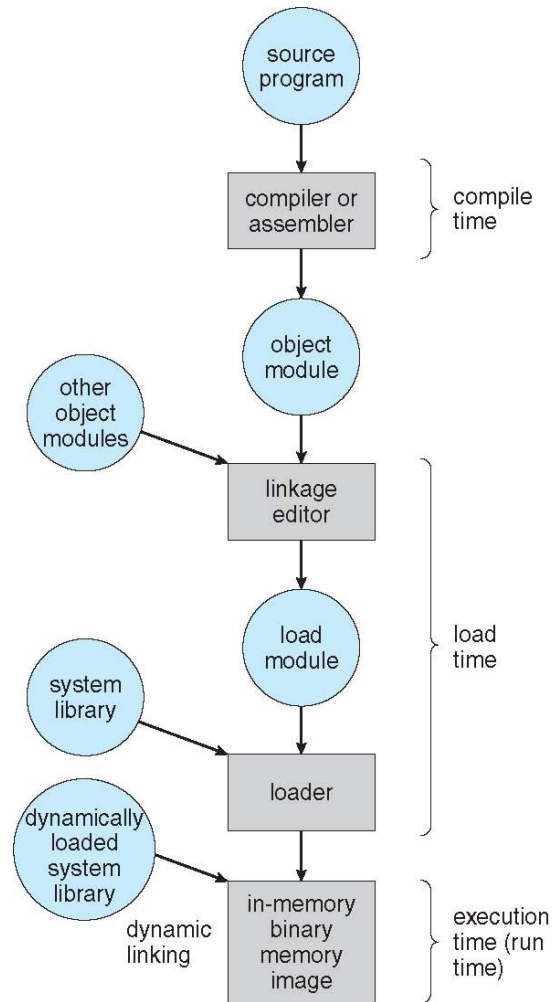 source
program
compiler or
assembler
compile
time
object
module
other
object
modules
linkage
editor
load
module
load
time
system
library
loader
dynamically
loaded
system
library
dynamic
linking
in-memory
binary
memory
image
execution
time (run
time)